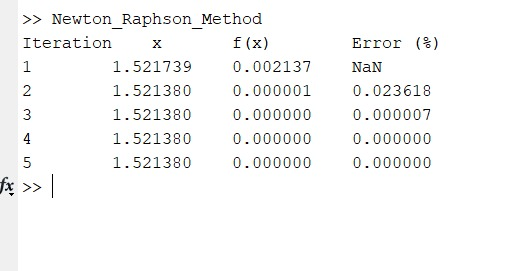 >> Newton_Raphson_Method
Iteration x f(x) Error (%)
1 1.521739 0.002137 NaN
2 1.521380 0.000001 0.023618
3 1.521380 0.000000 0.000007
4 1.521380 0.000000 0.000000
5 1.521380 0.000000 0.000000
fx >>